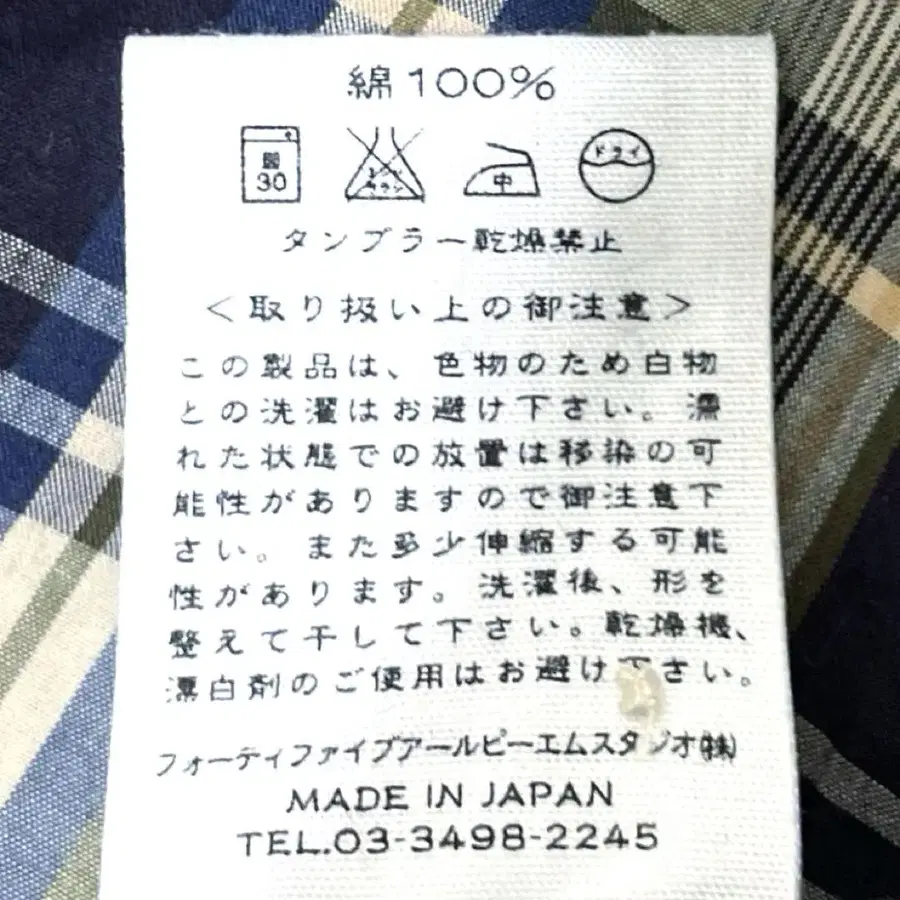 綿100%
30
中
ドライ
タンブラー乾燥禁止
<取り扱い上の御注意>
この製品は、色物のため白物
との洗濯はお避け下さい。濡
れた状態での放置は移染の可
能性がありますので御注意下
さい。また多少伸縮する可能
性があります。洗濯後、形を
整えて干して下さい。乾燥機、
漂白剤のご使用はお避け下さい。
フォーティファイブアールピーエムスタジオ㈱
MADE IN JAPAN
TEL.03-3498-2245